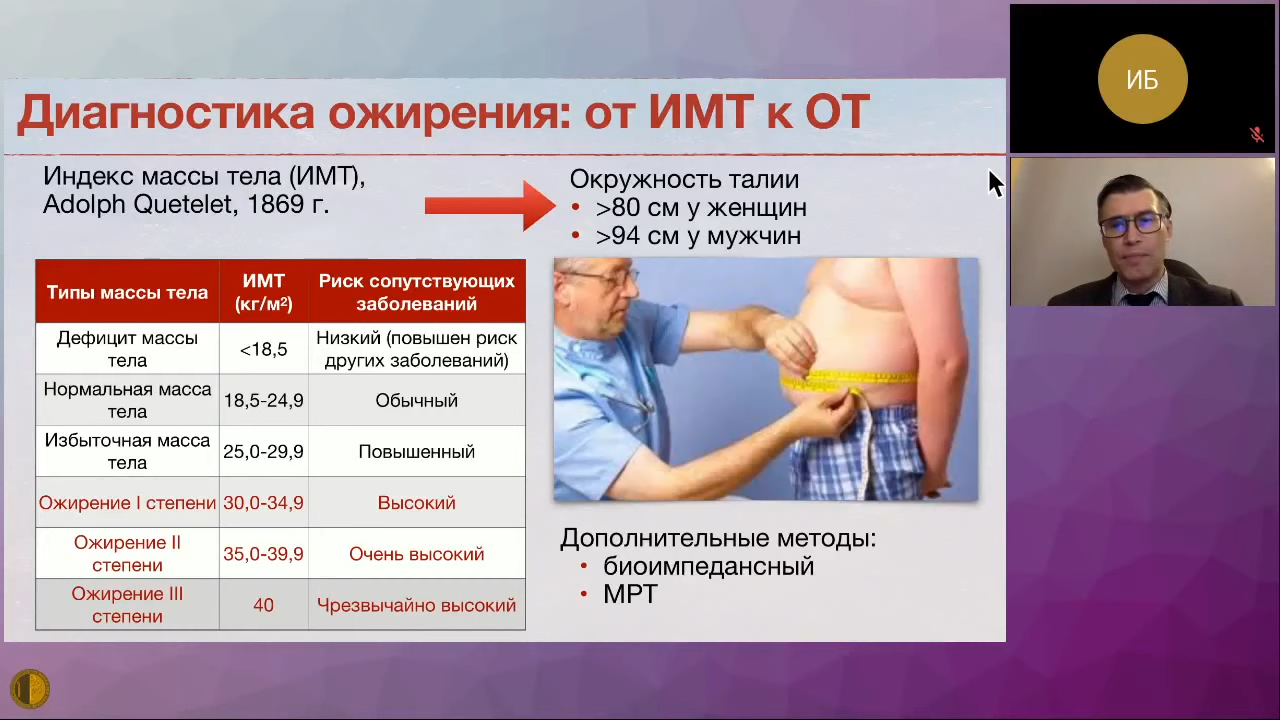 Диагностика ожирения: от ИМТ к ОТ
Индекс массы тела (ИМТ),
Adolph Quetelet, 1869 г.
Окружность талии
• >80 см у женщин
• >94 см у мужчин
Типы массы тела
ИМТ
(кг/м²)
Риск сопутствующих
заболеваний
Дефицит массы
тела
<18,5
Низкий (повышен риск
других заболеваний)
Нормальная масса
тела
18,5-24,9
Обычный
Избыточная масса
тела
25,0-29,9
Повышенный
Ожирение I степени
30,0-34,9
Высокий
Ожирение II
степени
35,0-39,9
Очень высокий
Ожирение III
степени
40
Чрезвычайно высокий
Дополнительные методы:
• биоимпедансный
• МРТ
ИБ